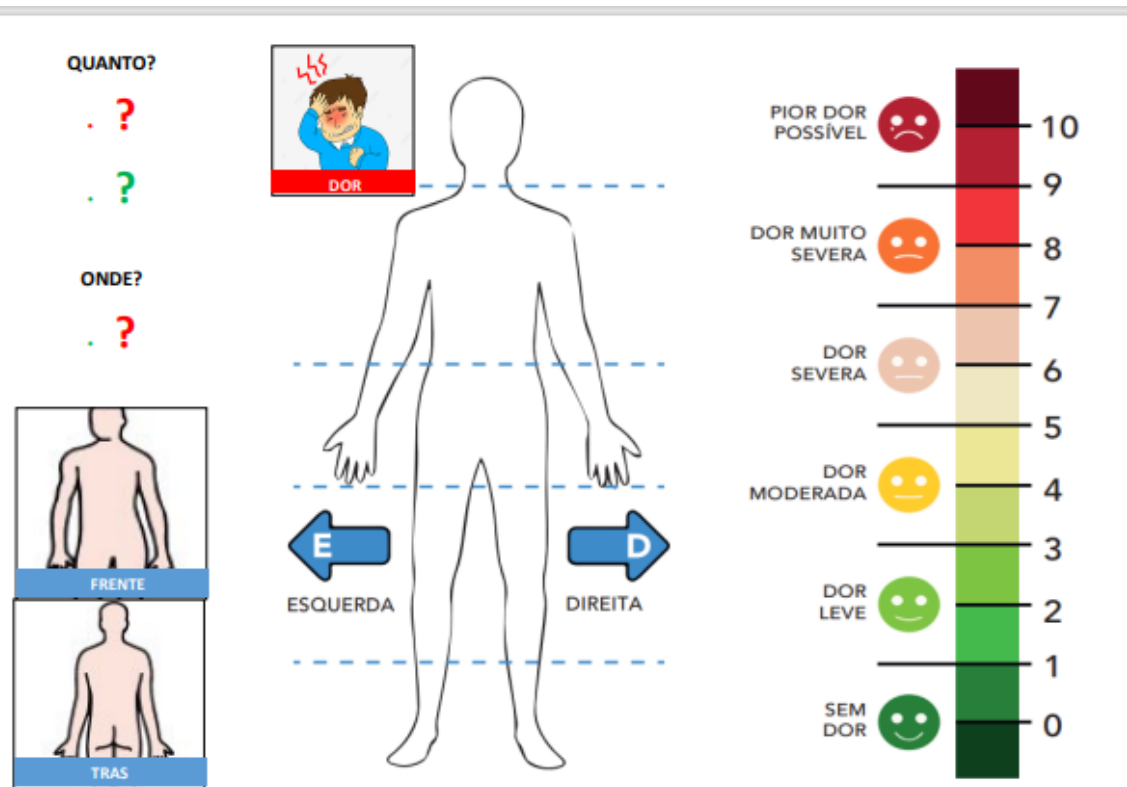 QUANTO?
. ?
. ?
ONDE?
. ?
FRENTE
TRAS
DOR
E
D
ESQUERDA
DIREITA
PIOR DOR
POSSÍVEL
DOR MUITO
SEVERA
DOR
SEVERA
DOR
MODERADA
DOR
LEVE
SEM
DOR
10
9
8
7
6
5
4
3
2
1
0